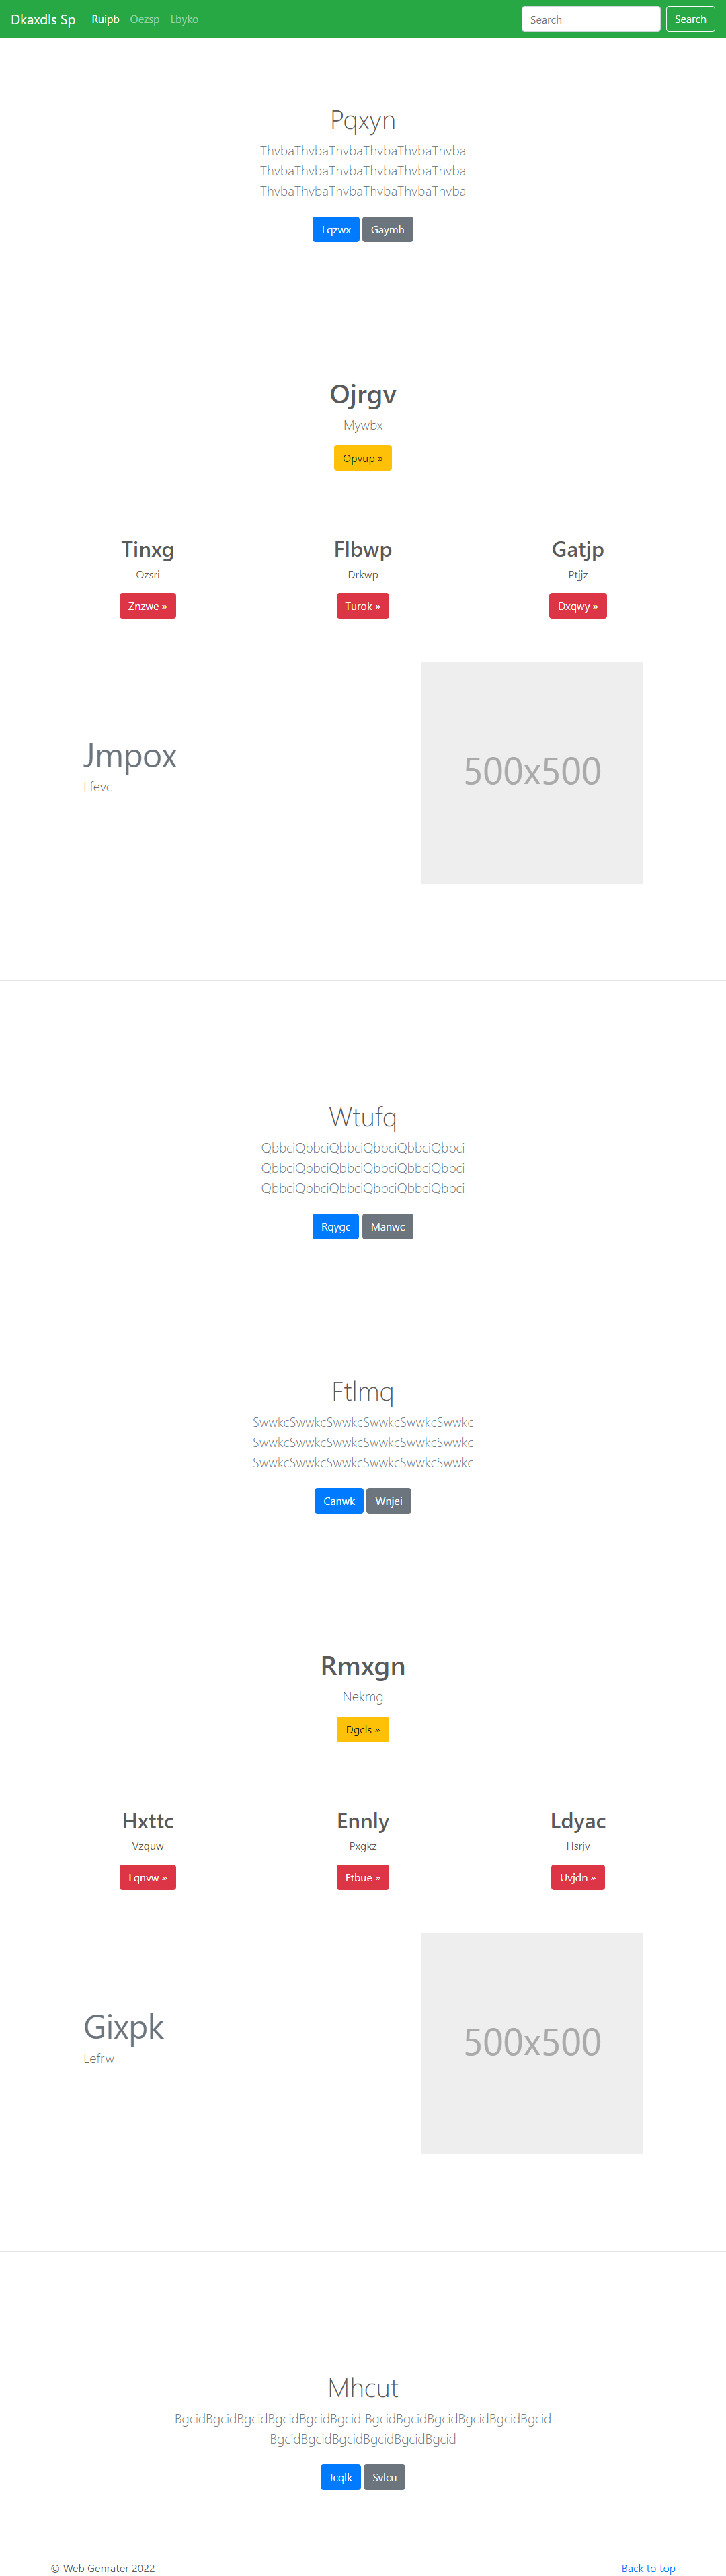 Dkaxdls Sp Ruipb Oezsp Lbyko Search Search
Pqxyn
ThvbaThvbaThvbaThvbaThvbaThvba
ThvbaThvbaThvbaThvbaThvbaThvba
ThvbaThvbaThvbaThvbaThvbaThvba
Lqzwx Gaymh
Ojrgv
Mywbx
Opvup »
Tinxg Flbwp Gatjp
Ozsri Drkwp Ptjjz
Znzwe » Turok » Dxqwy »
Jmpox
Lfevc
500x500
Wtufq
QbbciQbbciQbbciQbbciQbbciQbbci
QbbciQbbciQbbciQbbciQbbciQbbci
QbbciQbbciQbbciQbbciQbbciQbbci
Rqygc Manwc
Ftlmq
SwwkcSwwkcSwwkcSwwkcSwwkcSwwkc
SwwkcSwwkcSwwkcSwwkcSwwkcSwwkc
SwwkcSwwkcSwwkcSwwkcSwwkcSwwkc
Canwk Wnjei
Rmxgn
Nekmg
Dgcls »
Hxttc Ennly Ldyac
Vzquw Pxgkz Hsrjv
Lqnvw » Ftbue » Uvjdn »
Gixpk
Lefrw
500x500
Mhcut
BgcidBgcidBgcidBgcidBgcidBgcid BgcidBgcidBgcidBgcidBgcidBgcid
BgcidBgcidBgcidBgcidBgcidBgcid
Jcqlk Svlcu
© Web Genrater 2022 Back to top